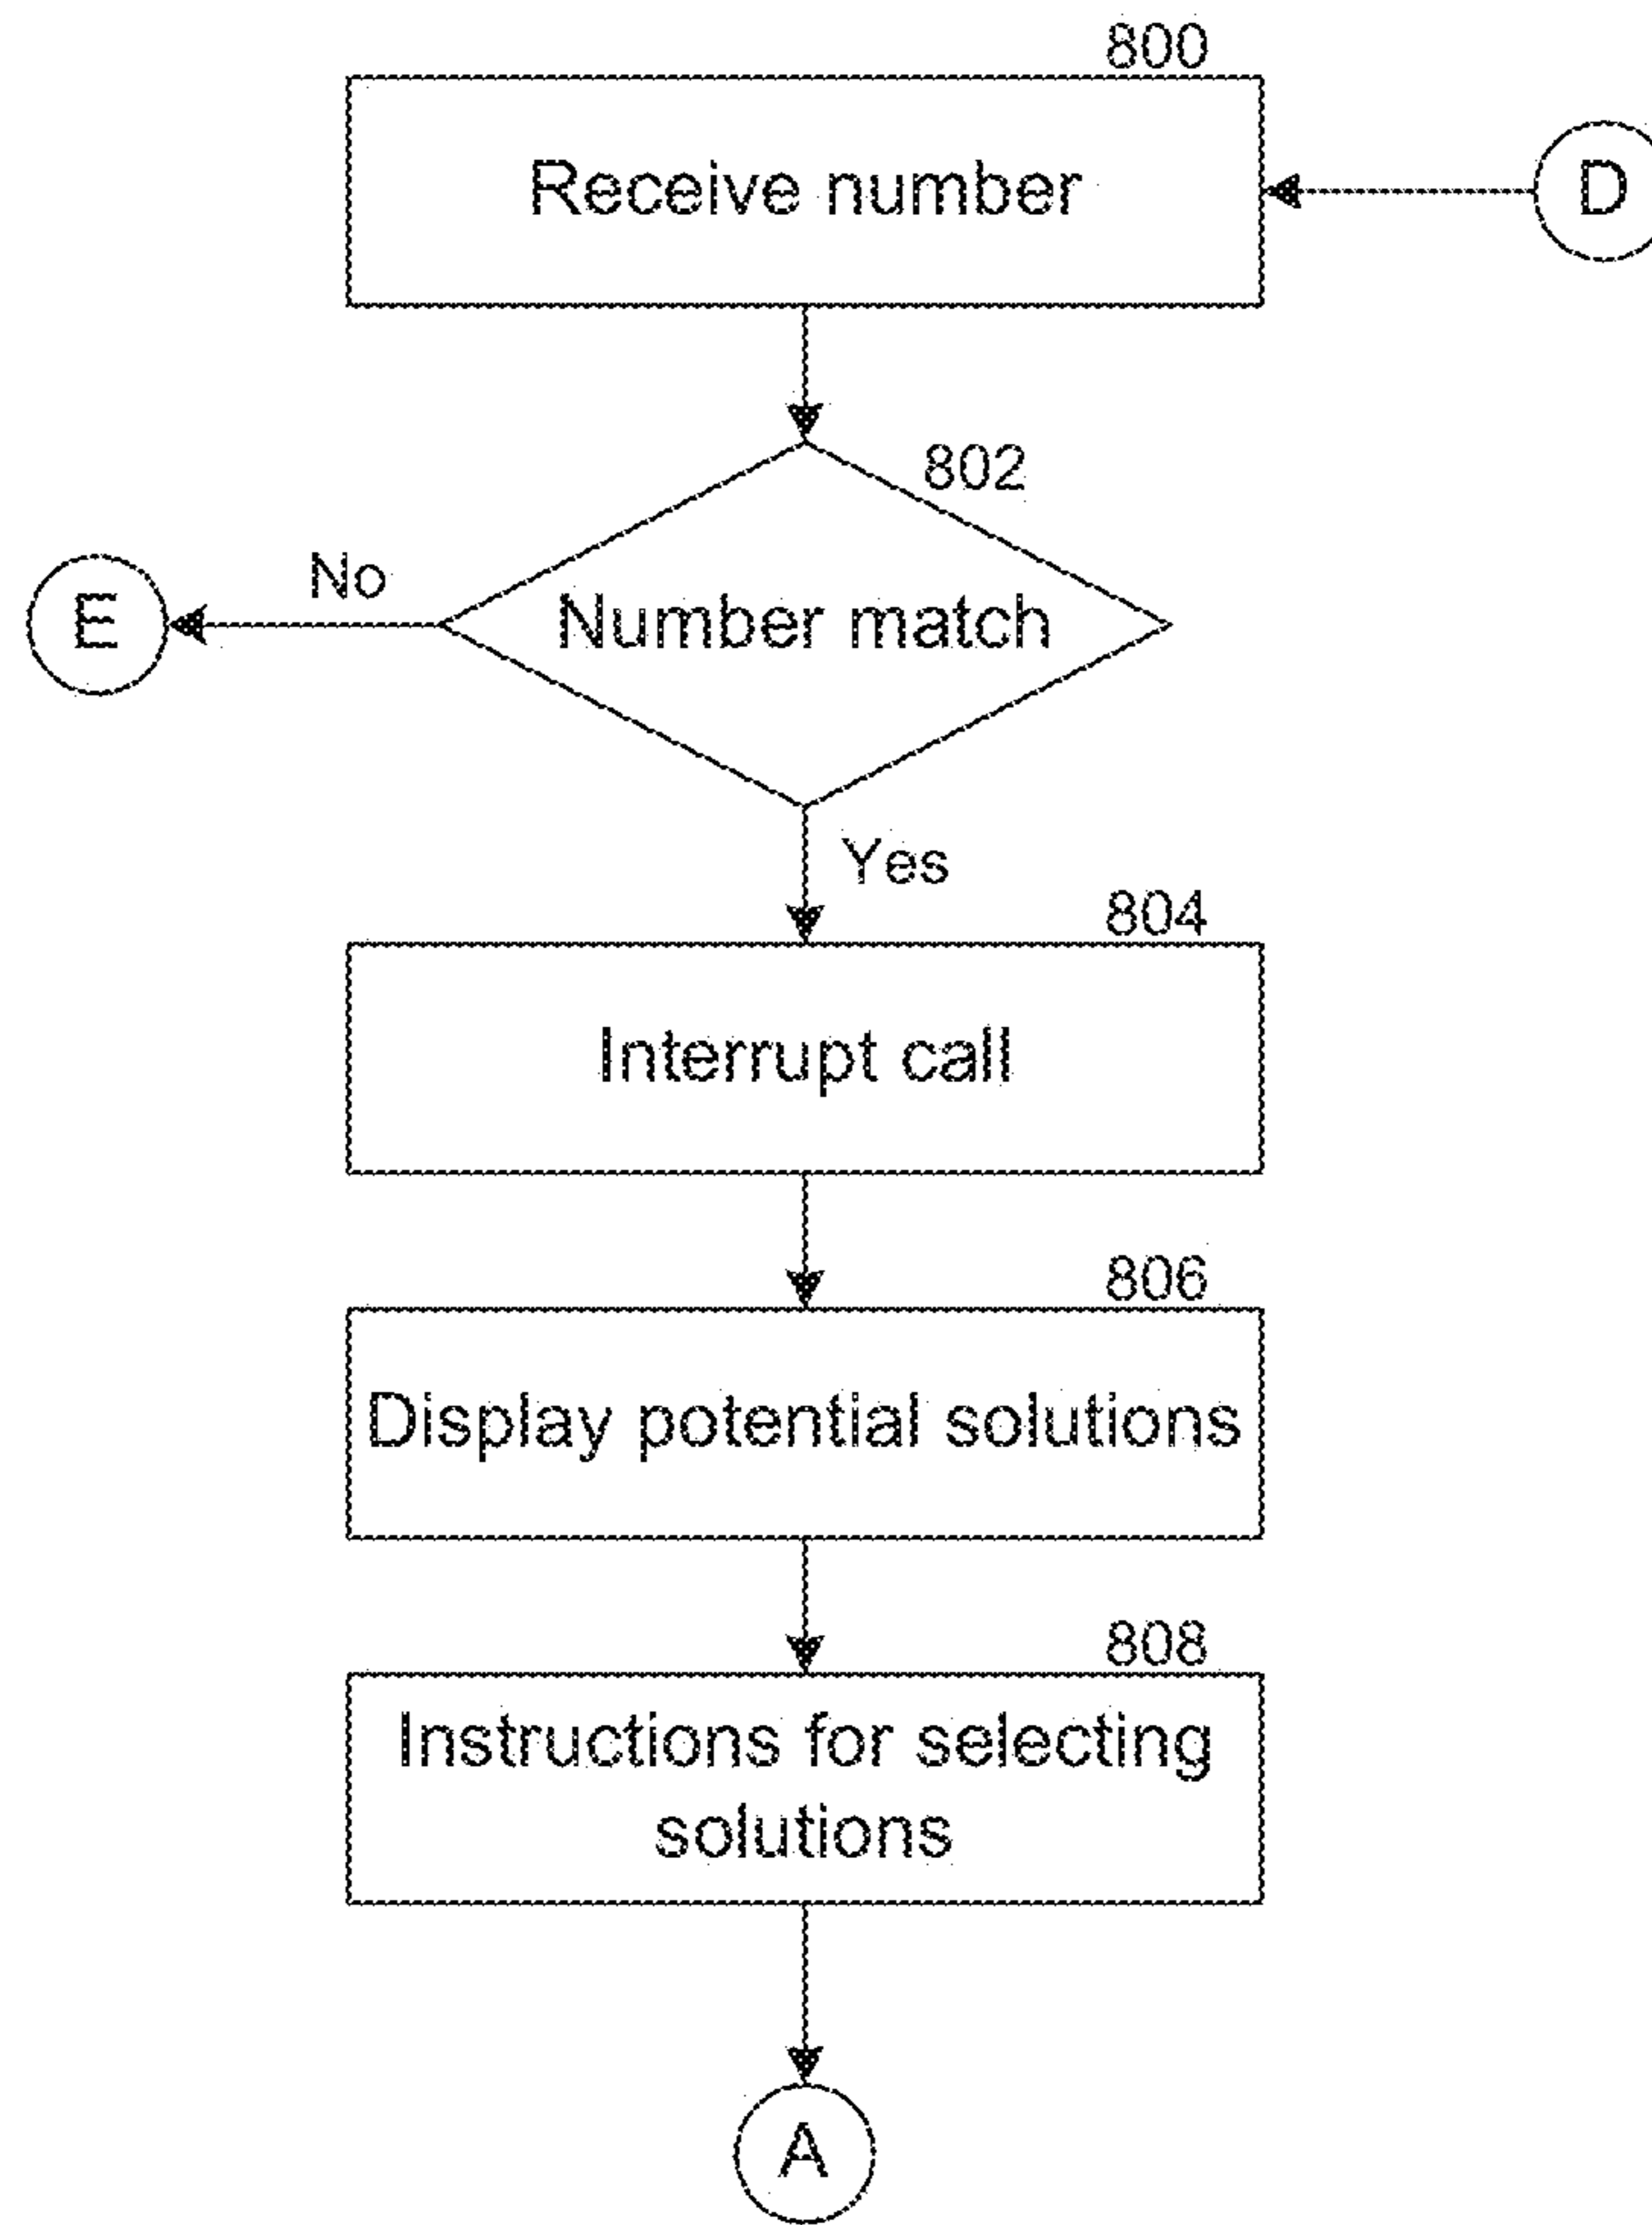 800
Receive number
D
802
No
E
Number match
Yes
804
Interrupt call
806
Display potential solutions
808
Instructions for selecting
solutions
A